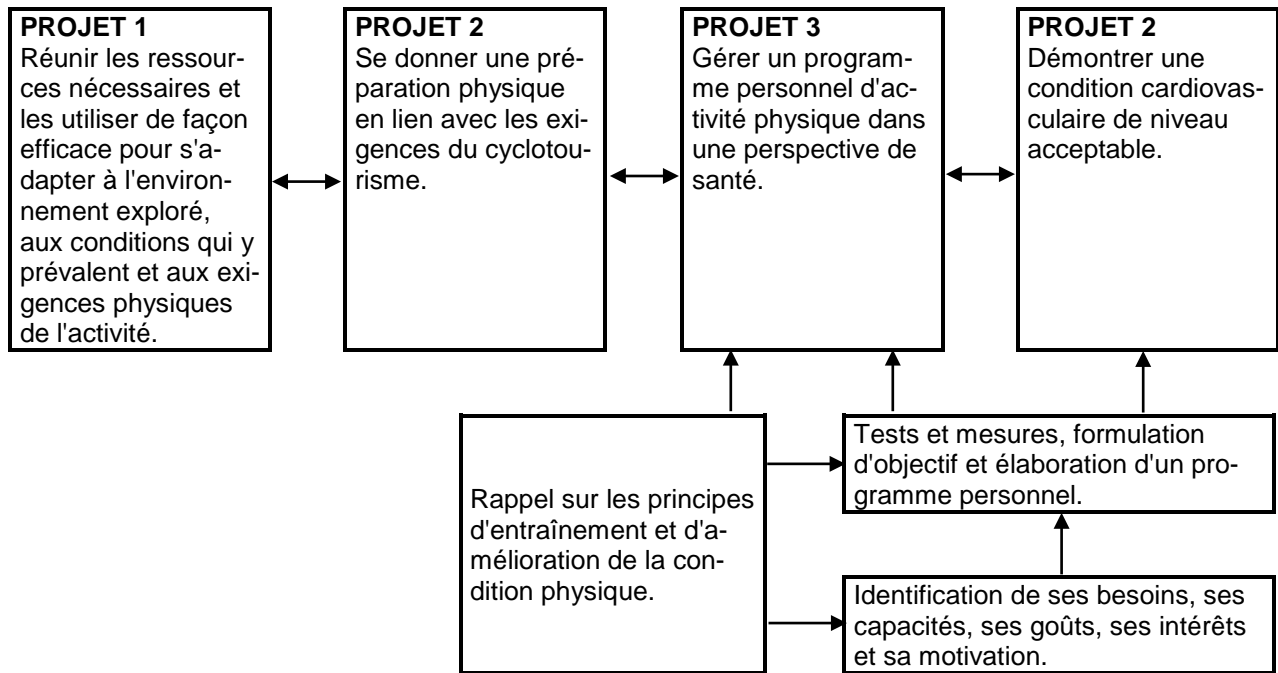 PROJET 1
Réunir les ressour-
ces nécessaires et
les utiliser de façon
efficace pour s'a-
dapter à l'environ-
nement exploré,
aux conditions qui y
prévalent et aux exi-
gences physiques
de l'activité.
PROJET 2
Se donner une pré-
paration physique
en lien avec les exi-
gences du cyclotou-
risme.
PROJET 3
Gérer un program-
me personnel d'ac-
tivité physique dans
une perspective de
santé.
PROJET 2
Démontrer une
condition cardiovas-
culaire de niveau
acceptable.
Rappel sur les principes
d'entraînement et d'a-
mélioration de la con-
dition physique.
Tests et mesures, formulation
d'objectif et élaboration d'un pro-
gramme personnel.
Identification de ses besoins, ses
capacités, ses goûts, ses intérêts
et sa motivation.